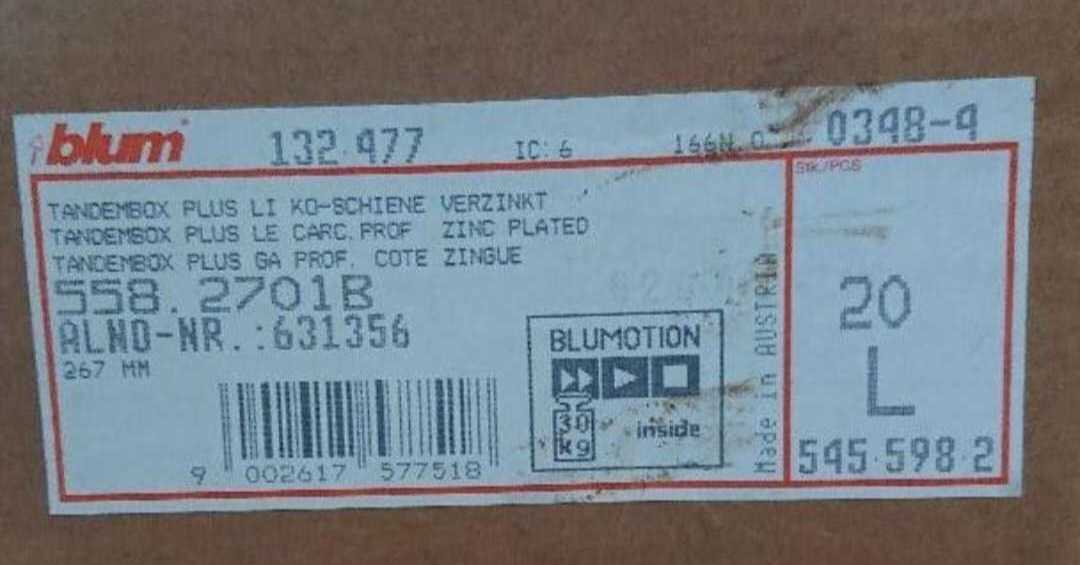 blum 132.477 IC: 6 0348-4
Stk./PCS
TANDEMBOX PLUS LI KO-SCHIENE VERZINKT
TANDEMBOX PLUS LE CARC.PROF ZINC PLATED
TANDEMBOX PLUS GA PROF. COTE ZINGUE
558.2701B
ALNO-NR.:631356
267 MM
9 002617 577518
BLUMOTION
30
kg
inside
Made in AUSTRIA
20
L
545.598.2